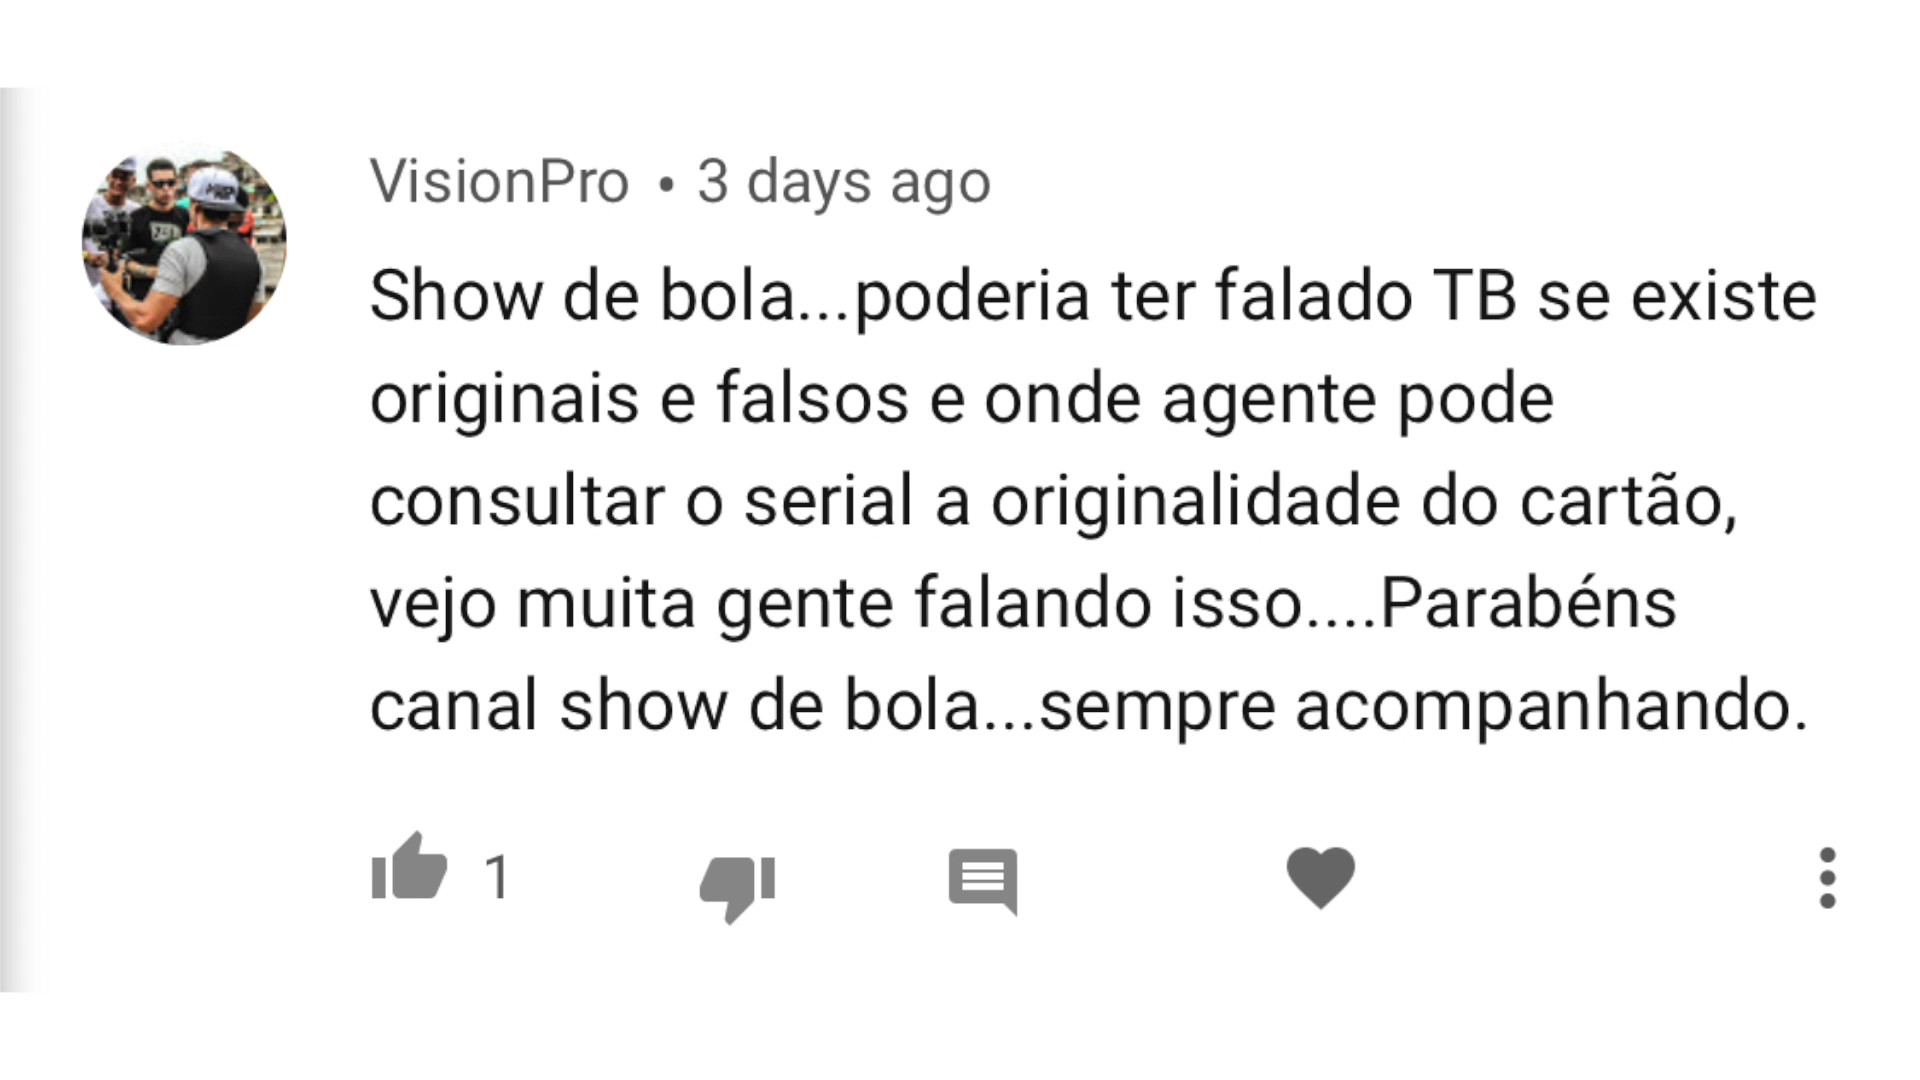 VisionPro • 3 days ago
Show de bola...poderia ter falado TB se existe
originais e falsos e onde agente pode
consultar o serial a originalidade do cartão,
vejo muita gente falando isso....Parabéns
canal show de bola...sempre acompanhando.
1